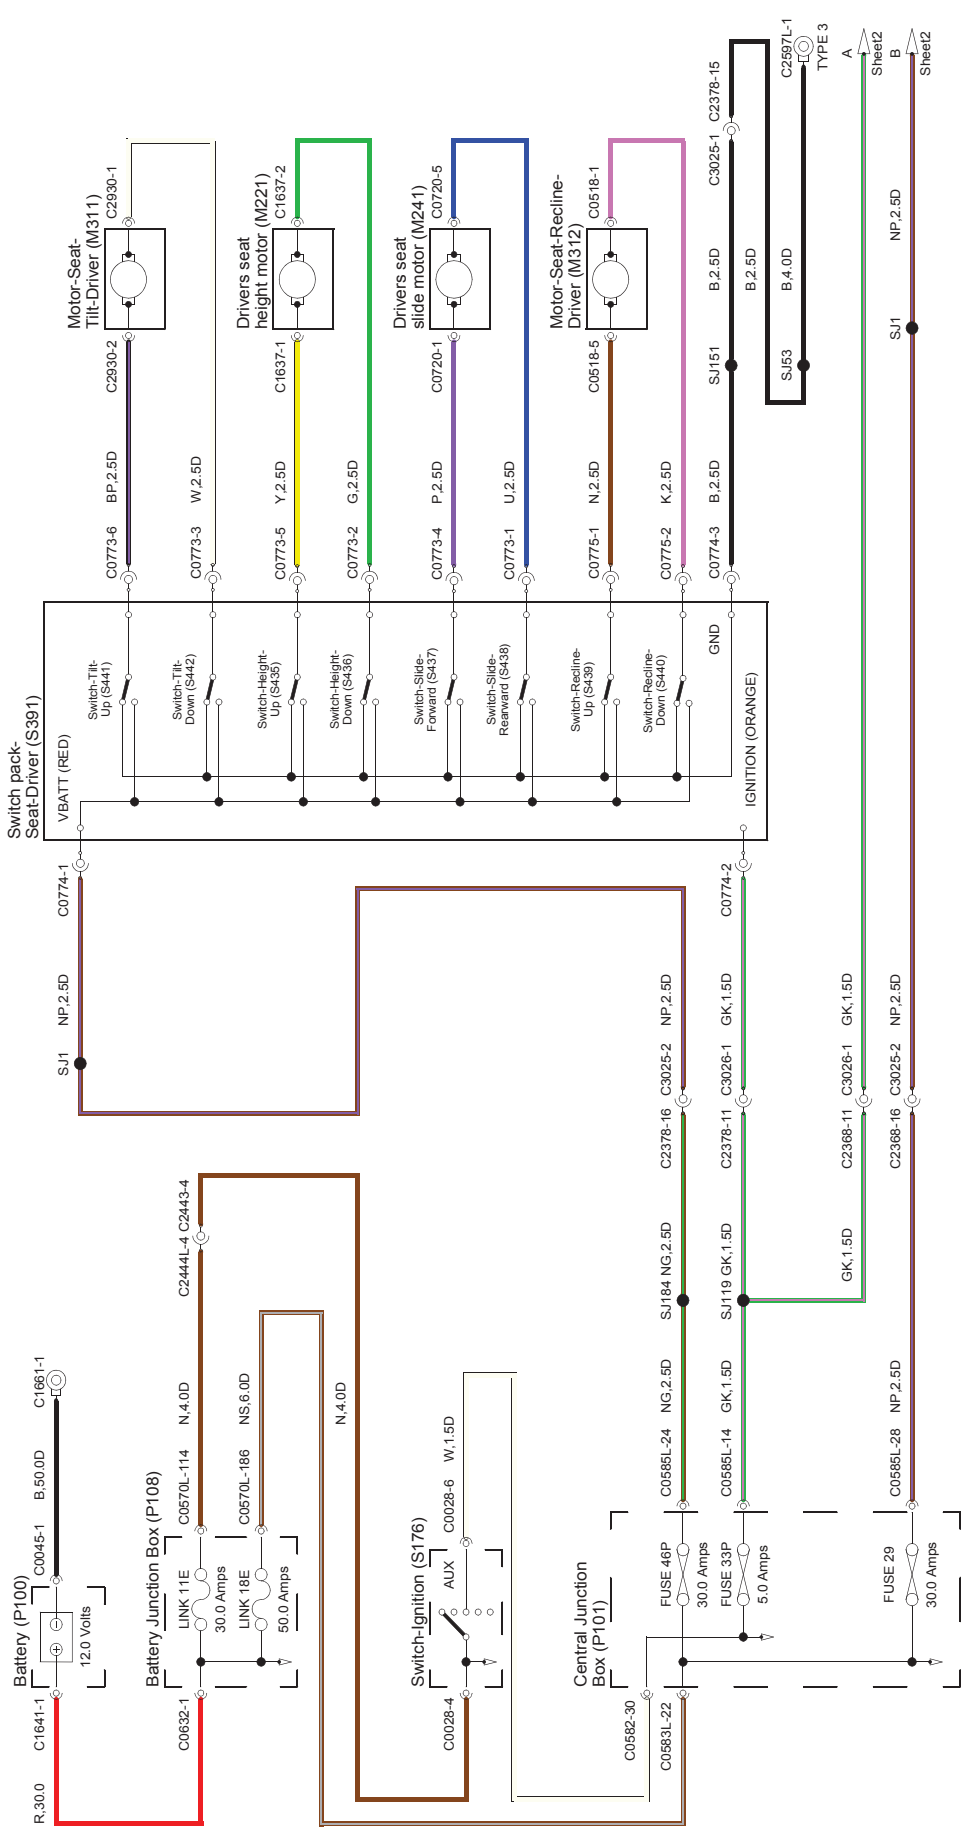 Battery (P100)
12.0 Volts
C1641-1
R,30.0
C0045-1
B,50.0D
C1661-1
Battery Junction Box (P108)
LINK 11E
30.0 Amps
LINK 18E
50.0 Amps
C0632-1
C0570L-114
N,4.0D
C2444L-4
C2443-4
C0570L-186
NS,6.0D
N,4.0D
Switch-Ignition (S176)
AUX
C0028-4
C0028-6
W,1.5D
Central Junction
Box (P101)
FUSE 46P
30.0 Amps
FUSE 33P
5.0 Amps
FUSE 29
30.0 Amps
C0582-30
C0583L-22
C0585L-24
NG,2.5D
SJ184
NG,2.5D
C2378-16
C3025-2
NP,2.5D
C0585L-14
GK,1.5D
SJ119
GK,1.5D
C2378-11
C3026-1
GK,1.5D
C0774-2
GK,1.5D
C2368-11
C3026-1
GK,1.5D
A
Sheet2
C0585L-28
NP,2.5D
C2368-16
C3025-2
NP,2.5D
SJ1
NP,2.5D
B
Sheet2
SJ1
NP,2.5D
C0774-1
Switch pack-
Seat-Driver (S391)
VBATT (RED)
IGNITION (ORANGE)
GND
Switch-Tilt-
Up (S441)
Switch-Tilt-
Down (S442)
Switch-Height-
Up (S435)
Switch-Height-
Down (S436)
Switch-Slide-
Forward (S437)
Switch-Slide-
Rearward (S438)
Switch-Recline-
Up (S439)
Switch-Recline-
Down (S440)
C0773-6
BP,2.5D
C2930-2
Motor-Seat-
Tilt-Driver (M311)
C2930-1
C0773-3
W,2.5D
C0773-5
Y,2.5D
C1637-1
Drivers seat
height motor (M221)
C1637-2
C0773-2
G,2.5D
C0773-4
P,2.5D
C0720-1
Drivers seat
slide motor (M241)
C0720-5
C0773-1
U,2.5D
C0775-1
N,2.5D
C0518-5
Motor-Seat-Recline-
Driver (M312)
C0518-1
C0775-2
K,2.5D
C0774-3
B,2.5D
SJ151
B,2.5D
C3025-1
C2378-15
B,2.5D
SJ53
B,4.0D
C2597L-1
TYPE 3